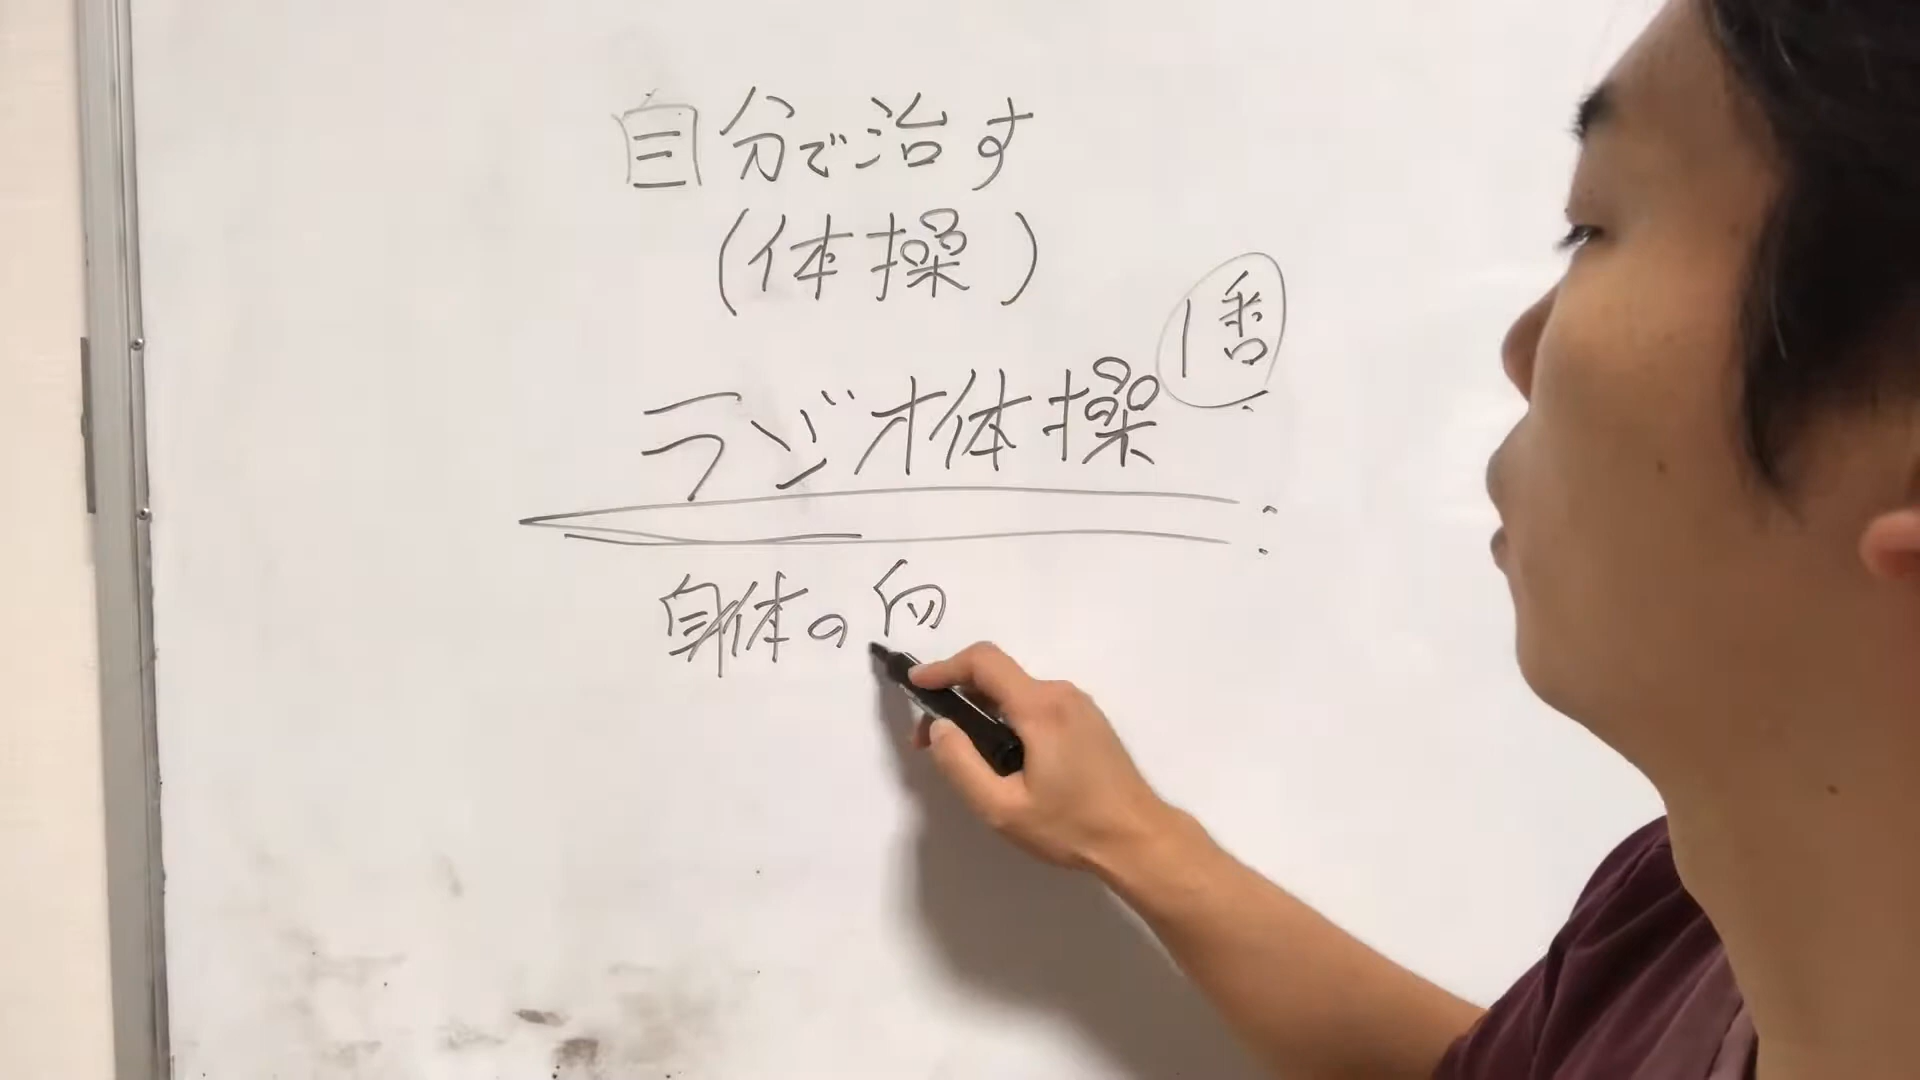 自分で治す
(体操)
1番
ラジオ体操
身体の